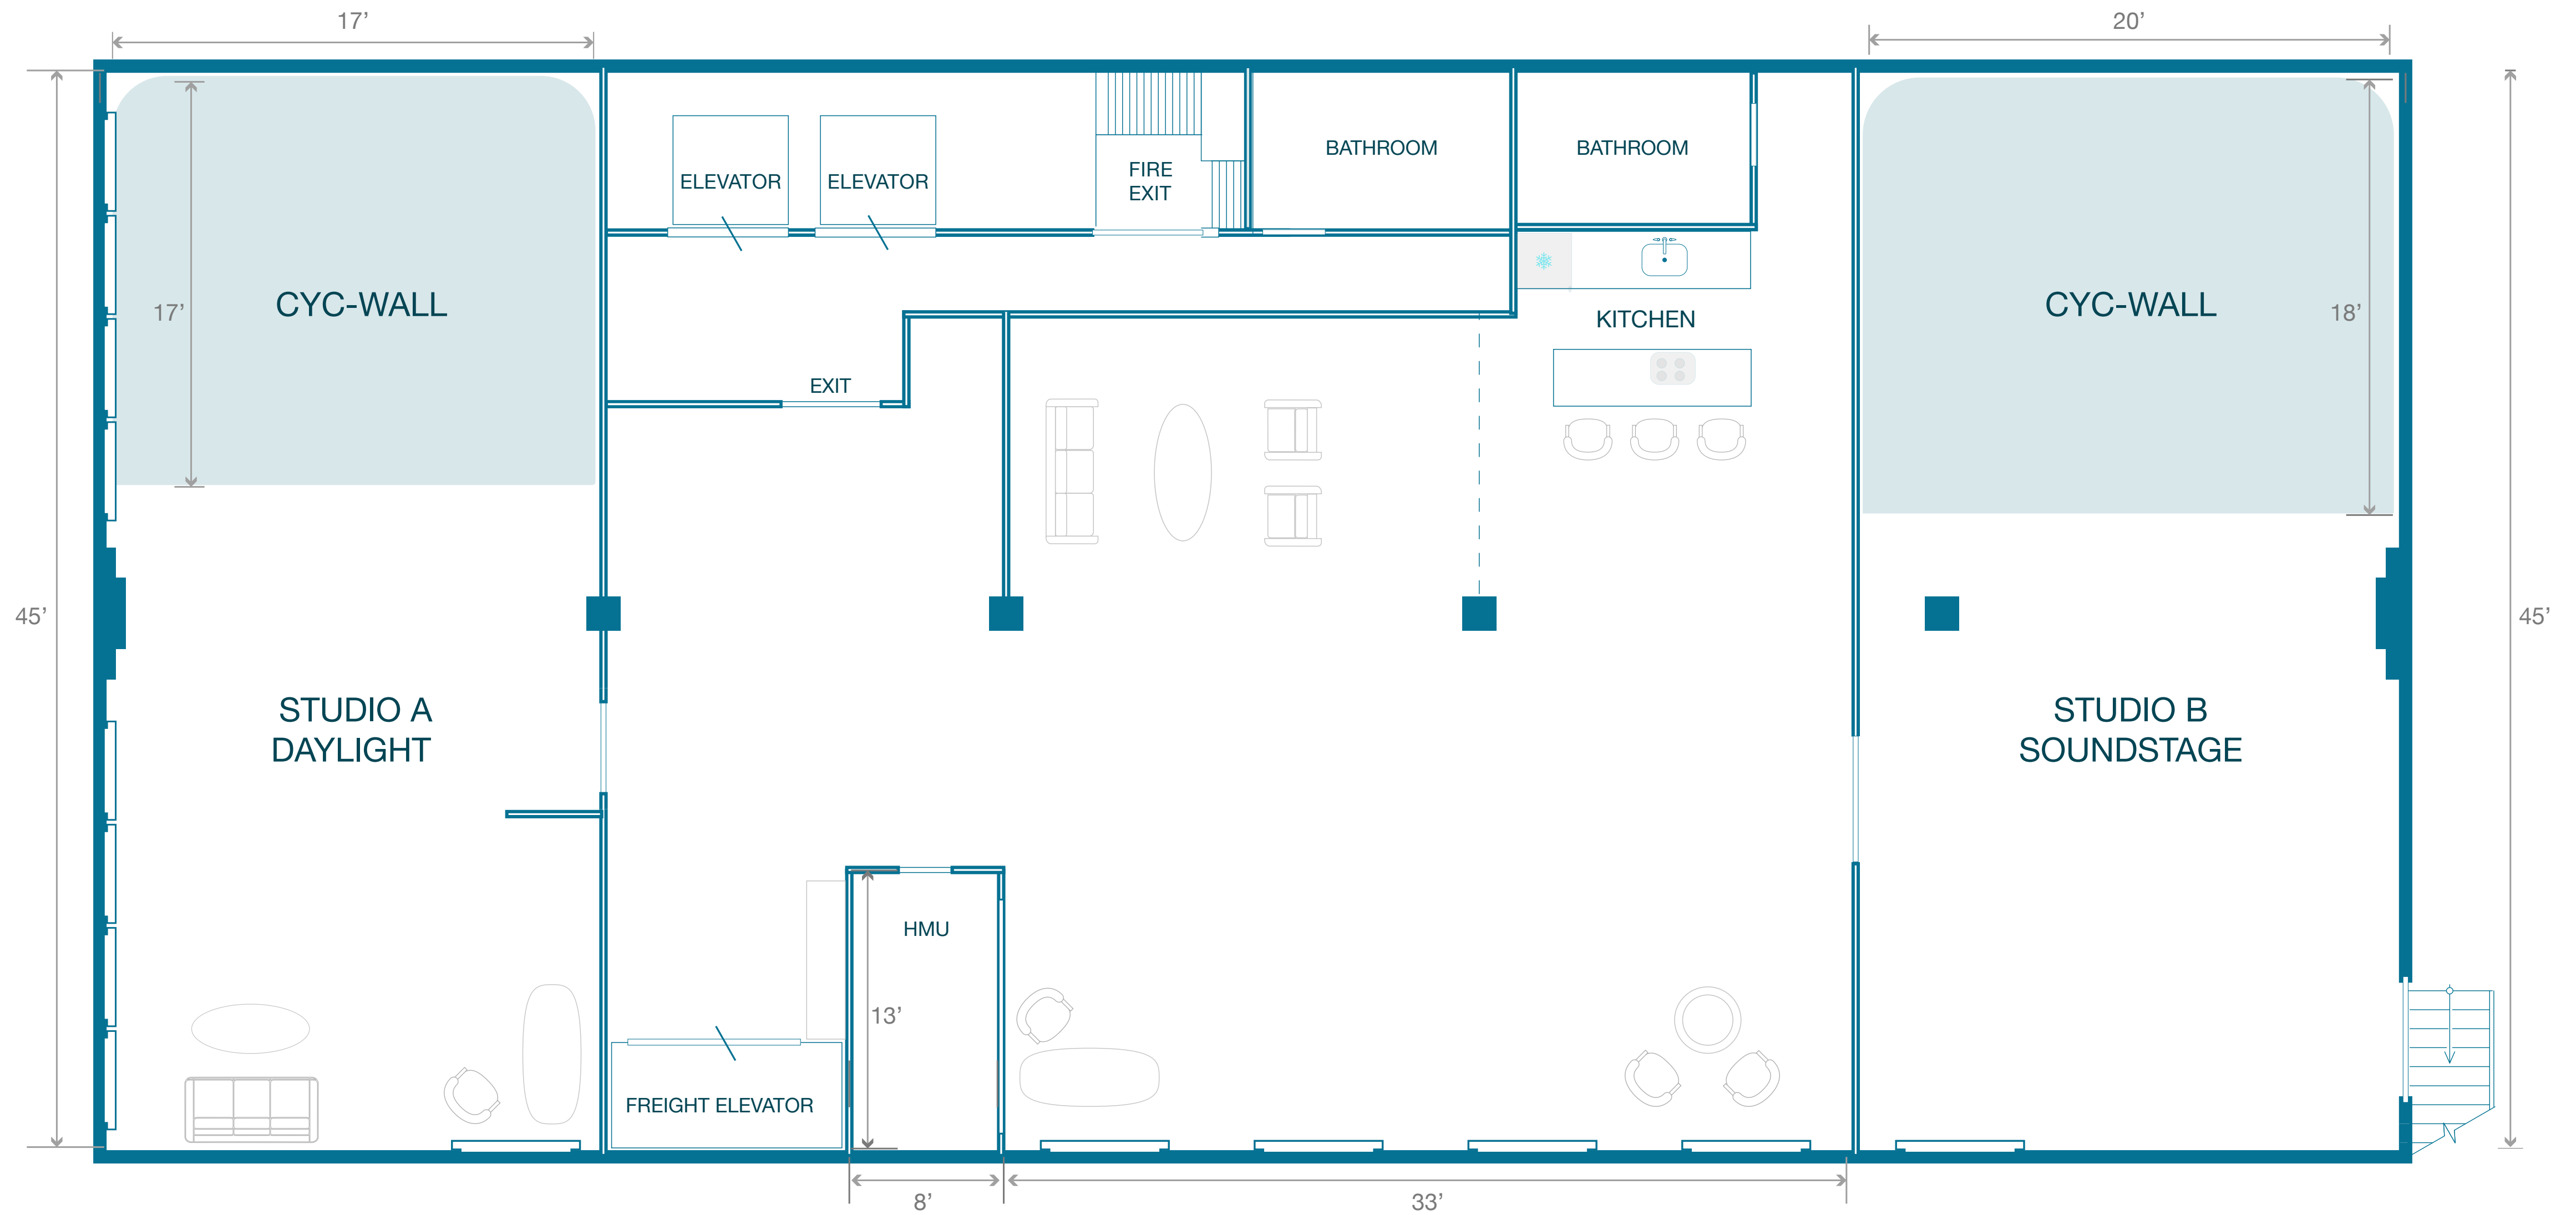 17’
20’
BATHROOM
BATHROOM
FIRE
EXIT
ELEVATOR
ELEVATOR
CYC-WALL
17’
KITCHEN
CYC-WALL
18’
EXIT
45’
45’
STUDIO A
DAYLIGHT
STUDIO B
SOUNDSTAGE
HMU
13’
FREIGHT ELEVATOR
8’
33’